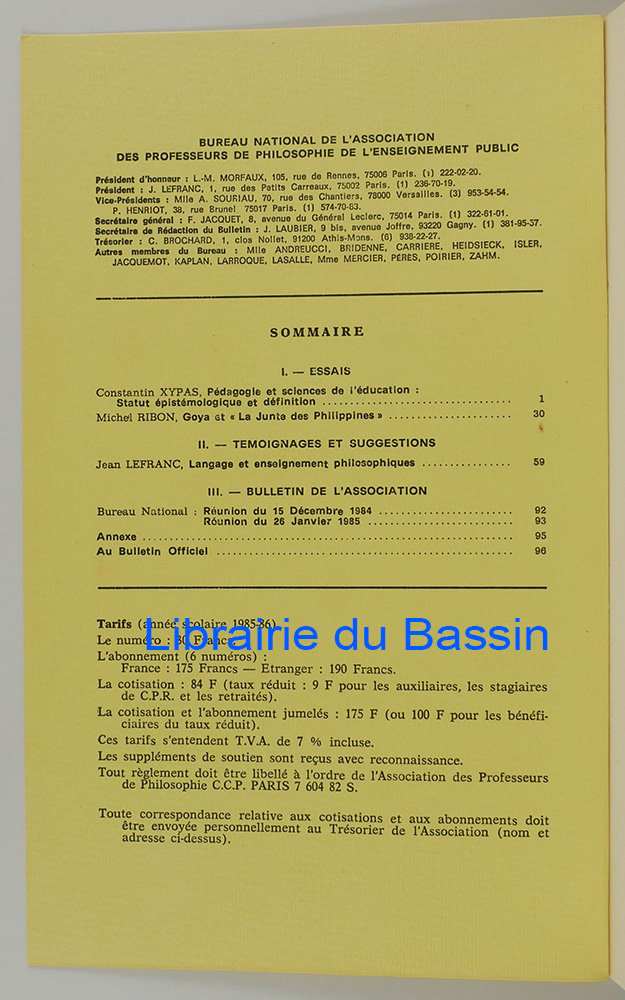 BUREAU NATIONAL DE L'ASSOCIATION
DES PROFESSEURS DE PHILOSOPHIE DE L'ENSEIGNEMENT PUBLIC
Président d'honneur : L.-M. MORFAUX, 105, rue de Rennes, 75006 Paris. (1) 222-02-20.
Président : J. LEFRANC, 1, rue des Petits Carreaux, 75002 Paris. (1) 236-70-19.
Vice-Présidents : Mlle A. SOURIAU, 70, rue des Chantiers, 78000 Versailles. (3) 953-54-54.
P. HENRIOT, 38, rue Brunel 75017 Paris. (1) 574-70-83.
Secrétaire général : F. JACQUET, 8, avenue du Général Leclerc, 75014 Paris. (1) 322-61-01.
Secrétaire de Rédaction du Bulletin : J. LAUBIER, 9 bis, avenue Joffre, 93220 Gagny. (1) 381-95-37.
Trésorier : C. BROCHARD, 1, clos Nollet, 91200 Athis-Mons. (6) 938-22-27.
Autres membres du Bureau : Mlle ANDREUCCI, BRIDENNE, CARRIERE, HEIDSIECK, ISLER,
JACQUEMOT, KAPLAN, LARROQUE, LASALLE, Mme MERCIER, PÉRÈS, POIRIER, ZAHM.
SOMMAIRE
I. — ESSAIS
Constantin XYPAS, Pédagogie et sciences de l'éducation :
Statut épistémologique et définition .................................. 1
Michel RIBON, Goya et « La Junte des Philippines » ...................... 30
II. — TEMOIGNAGES ET SUGGESTIONS
Jean LEFRANC, Langage et enseignement philosophiques ................ 59
III. — BULLETIN DE L'ASSOCIATION
Bureau National : Réunion du 15 Décembre 1984 ........................ 92
Réunion du 26 Janvier 1985 .......................... 93
Annexe ................................................................ 95
Au Bulletin Officiel .................................................... 96
Tarifs (année scolaire 1985-86)
Le numéro : 30 Francs.
Librairie du Bassin
L'abonnement (6 numéros) :
France : 175 Francs — Etranger : 190 Francs.
La cotisation : 84 F (taux réduit : 9 F pour les auxiliaires, les stagiaires
de C.P.R. et les retraités).
La cotisation et l'abonnement jumelés : 175 F (ou 100 F pour les bénéfi-
ciaires du taux réduit).
Ces tarifs s'entendent T.V.A. de 7 % incluse.
Les suppléments de soutien sont reçus avec reconnaissance.
Tout règlement doit être libellé à l'ordre de l'Association des Professeurs
de Philosophie C.C.P. PARIS 7 604 82 S.
Toute correspondance relative aux cotisations et aux abonnements doit
être envoyée personnellement au Trésorier de l'Association (nom et
adresse ci-dessus).